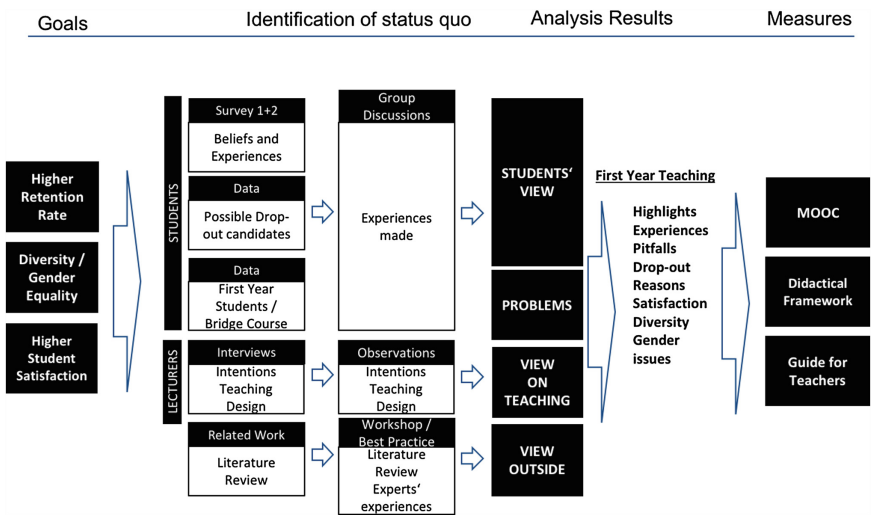 Goals
Identification of status quo
Analysis Results
Measures
Higher
Retention
Rate
Diversity /
Gender
Equality
Higher
Student
Satisfaction
STUDENTS
Survey 1+2
Beliefs and
Experiences
Data
Possible Drop-
out candidates
Data
First Year
Students /
Bridge Course
Group
Discussions
Experiences
made
LECTURERS
Interviews
Intentions
Teaching
Design
Observations
Intentions
Teaching
Design
Related Work
Literature
Review
Workshop /
Best Practice
Literature
Review
Experts‘
experiences
STUDENTS‘
VIEW
PROBLEMS
VIEW
ON
TEACHING
VIEW
OUTSIDE
First Year Teaching
Highlights
Experiences
Pitfalls
Drop-out
Reasons
Satisfaction
Diversity
Gender
issues
MOOC
Didactical
Framework
Guide for
Teachers